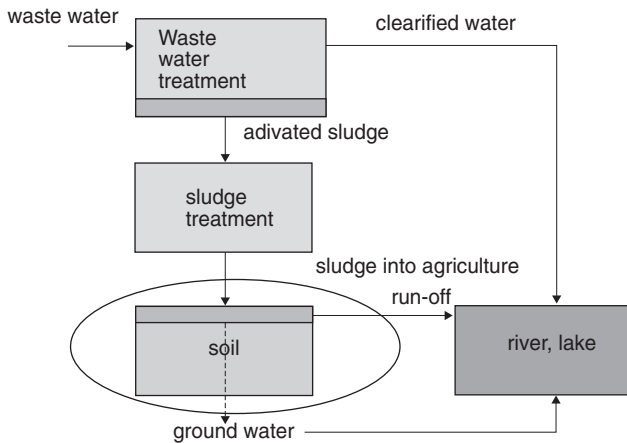 waste water
clearified water
Waste
water
treatment
adivated sludge
sludge
treatment
sludge into agriculture
run-off
soil
river, lake
ground water